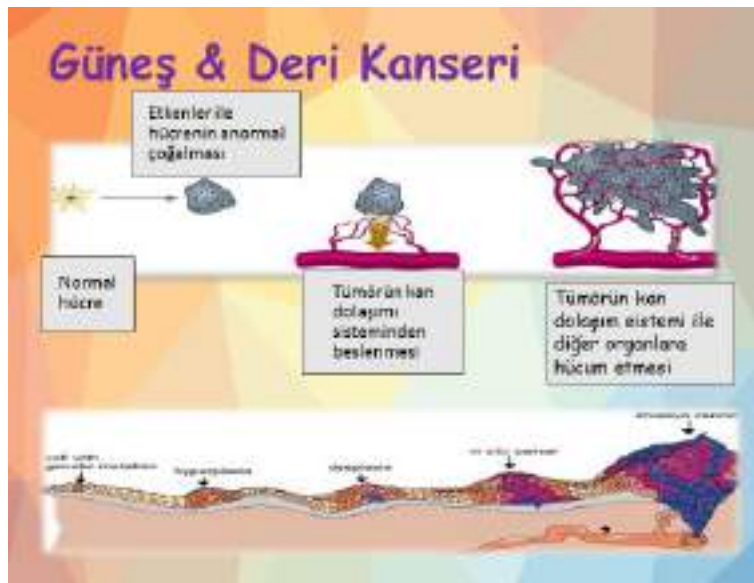 Güneş & Deri Kanseri
Etkenler ile
hücrenin anormal
çoğalması
Normal
hücre
Tümörün kan
dolaşımı
sisteminden
beslenmesi
Tümörün kan
dolaşım sistemi ile
diğer organlara
hücum etmesi